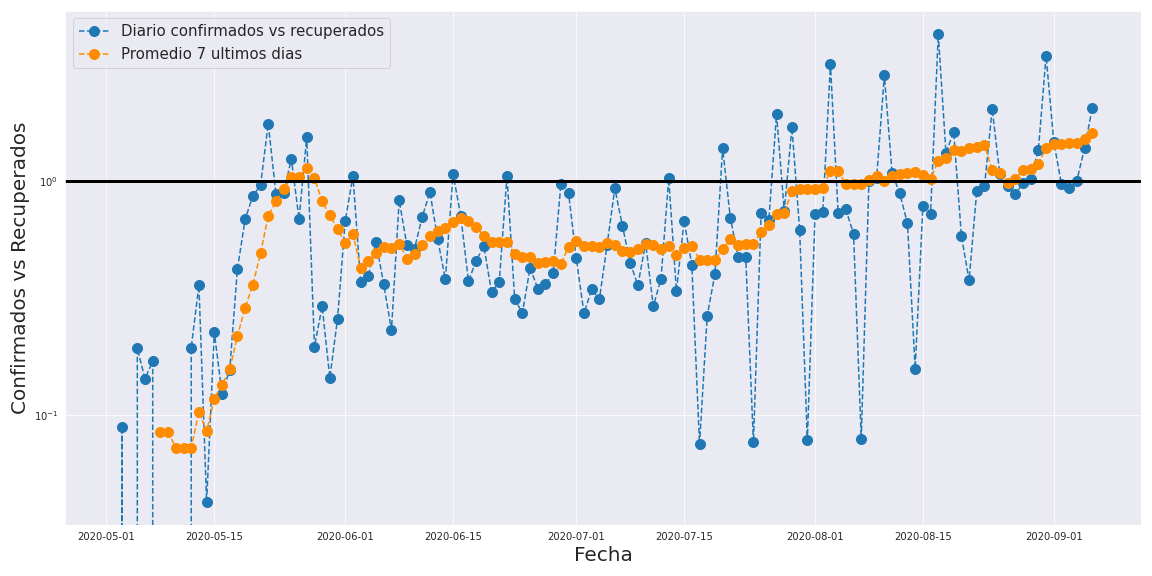 Diario confirmados vs recuperados
Promedio 7 ultimos dias
Confirmados vs Recuperados
10⁰
10⁻¹
2020-05-01
2020-05-15
2020-06-01
2020-06-15
2020-07-01
2020-07-15
2020-08-01
2020-08-15
2020-09-01
Fecha